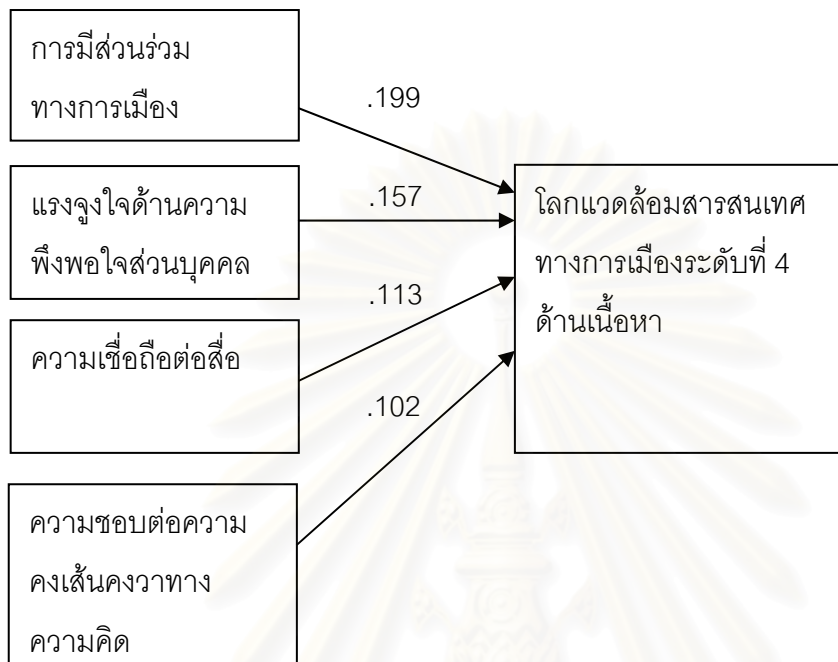 การมีส่วนร่วม
ทางการเมือง
.199
แรงจูงใจด้านความ
พึงพอใจส่วนบุคคล
.157
ความเชื่อถือต่อสื่อ
.113
ความชอบต่อความ
คงเส้นคงวาทาง
ความคิด
.102
โลกแวดล้อมสารสนเทศ
ทางการเมืองระดับที่ 4
ด้านเนื้อหา